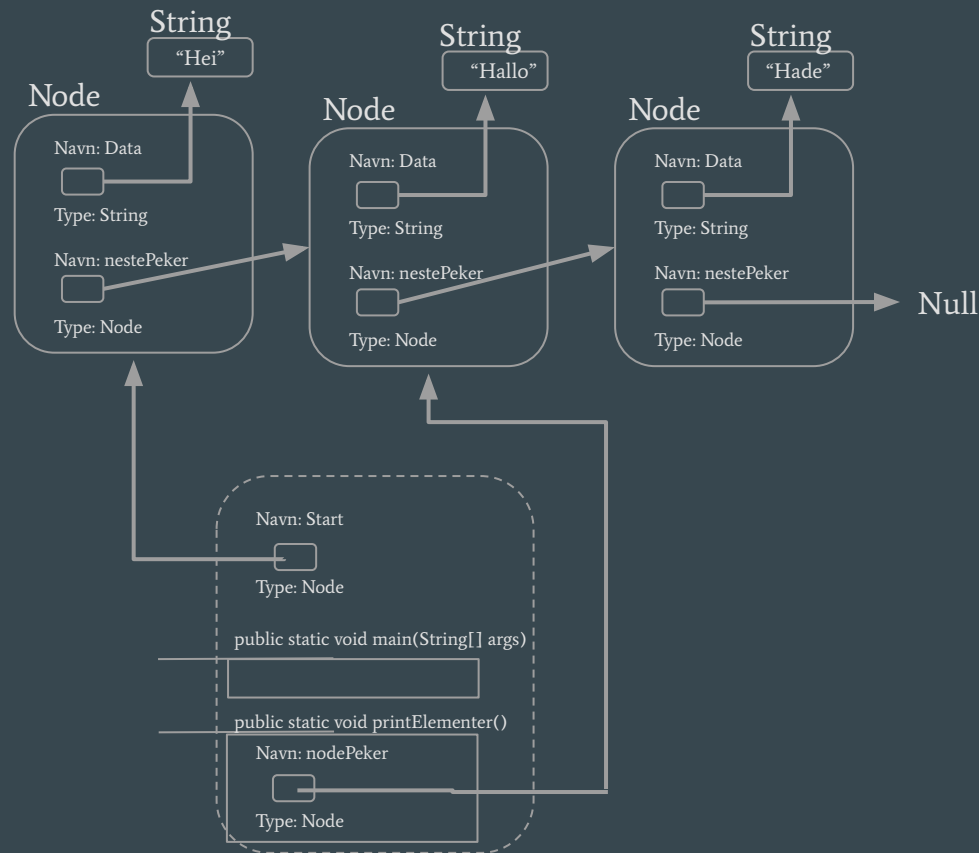 String
“Hei”
Node
Navn: Data
Type: String
Navn: nestePeker
Type: Node
String
“Hallo”
Node
Navn: Data
Type: String
Navn: nestePeker
Type: Node
String
“Hade”
Node
Navn: Data
Type: String
Navn: nestePeker
Type: Node
Null
Navn: Start
Type: Node
public static void main(String[] args)
public static void printElementer()
Navn: nodePeker
Type: Node